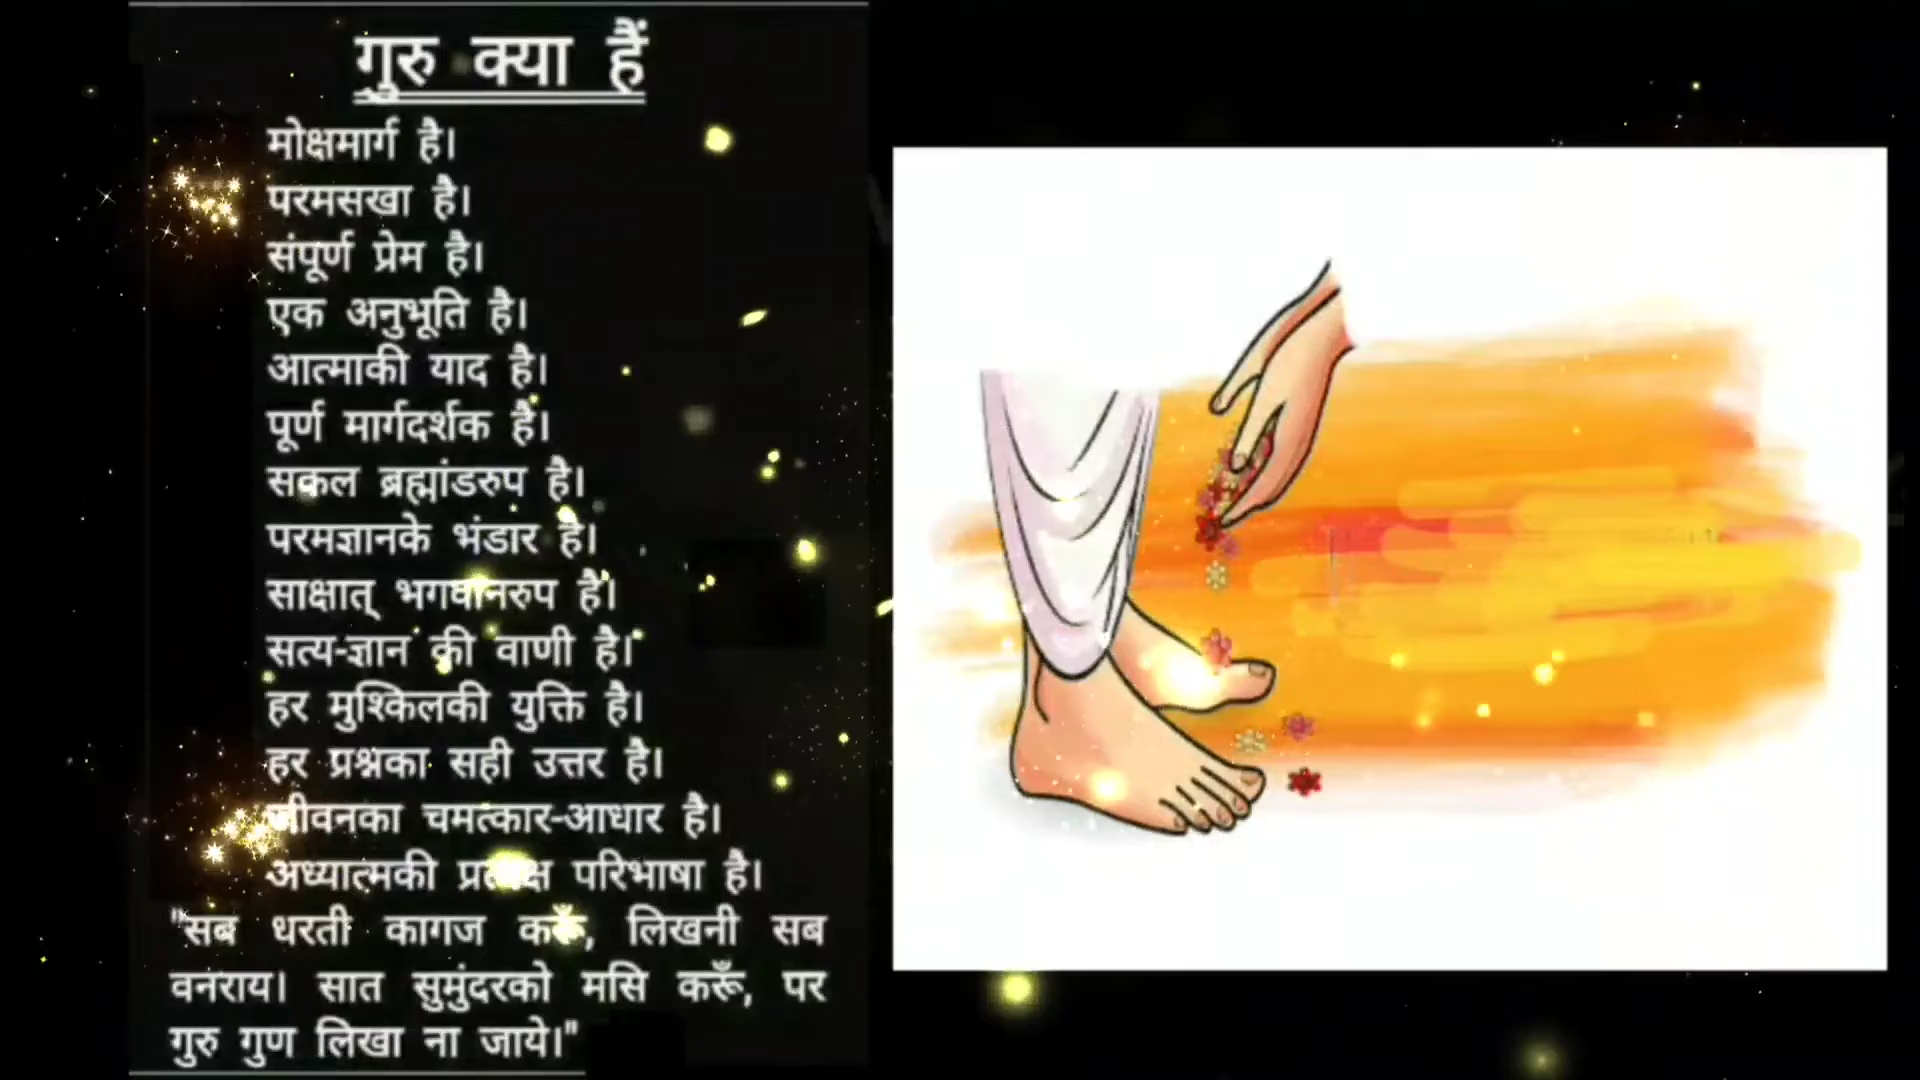 गुरु क्या हैं
मोक्षमार्ग है।
परमसखा है।
संपूर्ण प्रेम है।
एक अनुभूति है।
आत्माकी याद है।
पूर्ण मार्गदर्शक है।
सकल ब्रह्मांडरुप है।
परमज्ञानके भंडार है।
साक्षात् भगवानरुप है।
सत्य-ज्ञान की वाणी है।
हर मुश्किलकी युक्ति है।
हर प्रश्नका सही उत्तर है।
जीवनका चमत्कार-आधार है।
अध्यात्मकी प्रत्यक्ष परिभाषा है।
"सब धरती कागज करूँ, लिखनी सब
वनराय। सात सुमुंदरको मसि करूँ, पर
गुरु गुण लिखा ना जाये।"